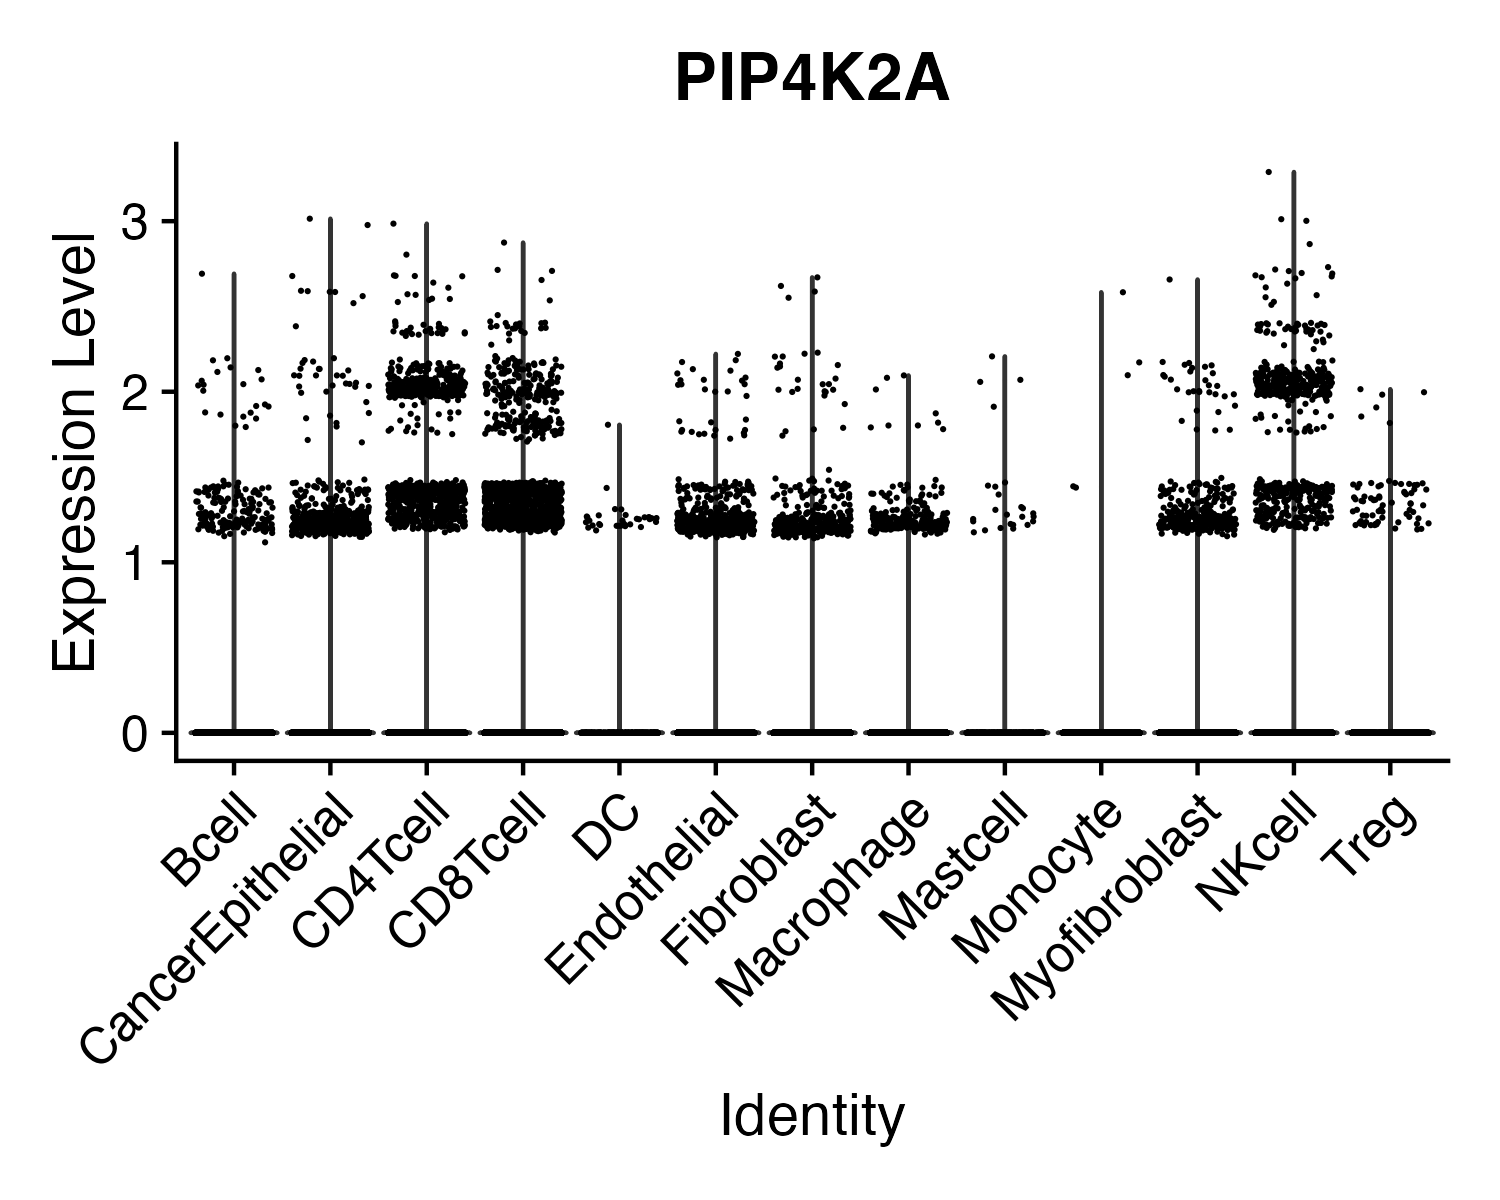 PIP4K2A
Expression Level
3
2
1
0
Bcell
CancerEpithelial
CD4Tcell
CD8Tcell
DC
Endothelial
Fibroblast
Macrophage
Mastcell
Monocyte
Myofibroblast
NKcell
Treg
Identity